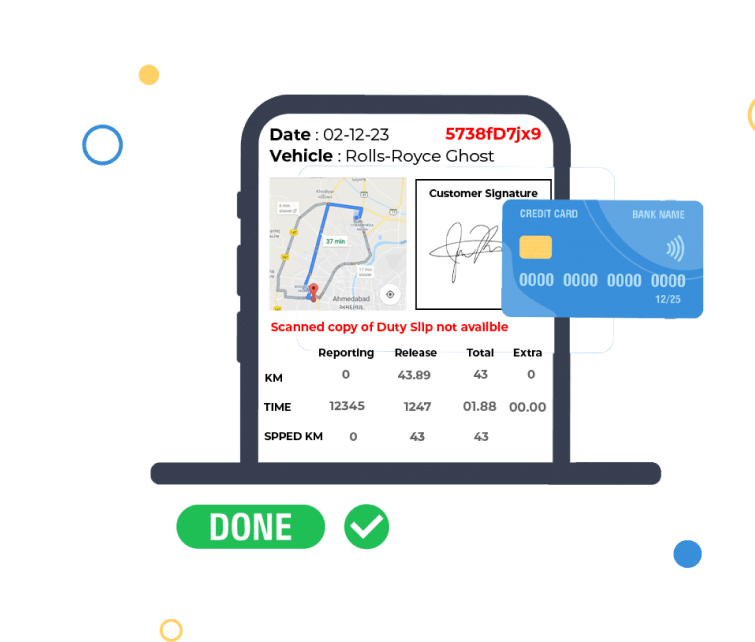 Date : 02-12-23 5738fD7jx9
Vehicle : Rolls-Royce Ghost
37 min
Ahmedabad
Customer Signature
CREDIT CARD BANK NAME
0000 0000 0000 0000
12/25
Scanned copy of Duty Slip not availble
Reporting Release Total Extra
KM 0 43.89 43 0
TIME 12345 1247 01.88 00.00
SPPED KM 0 43 43
DONE